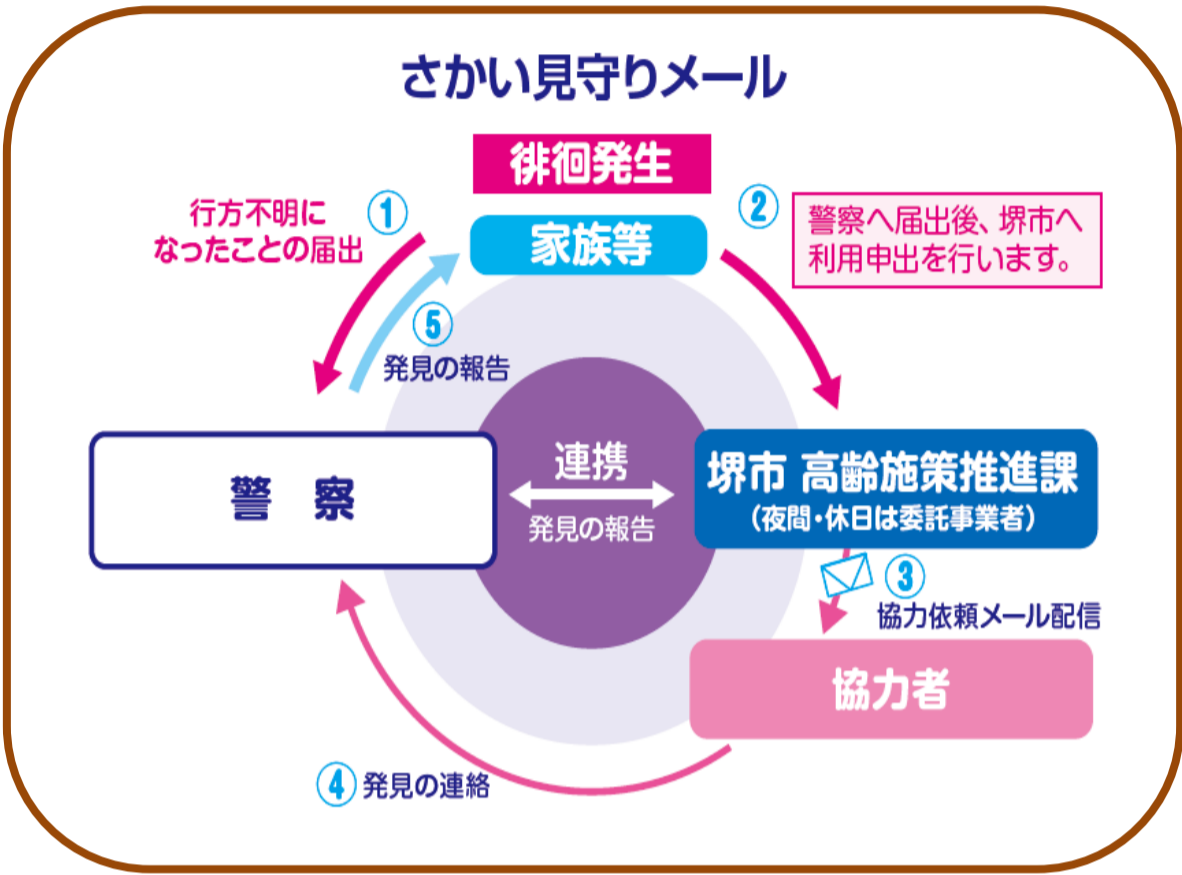 さかい見守りメール
徘徊発生
家族等
①
行方不明に
なったことの届出
②
警察へ届出後、堺市へ
利用申出を行います。
⑤
発見の報告
警 察
連携
発見の報告
堺市 高齢施策推進課
(夜間・休日は委託事業者)
③
協力依頼メール配信
協力者
④発見の連絡